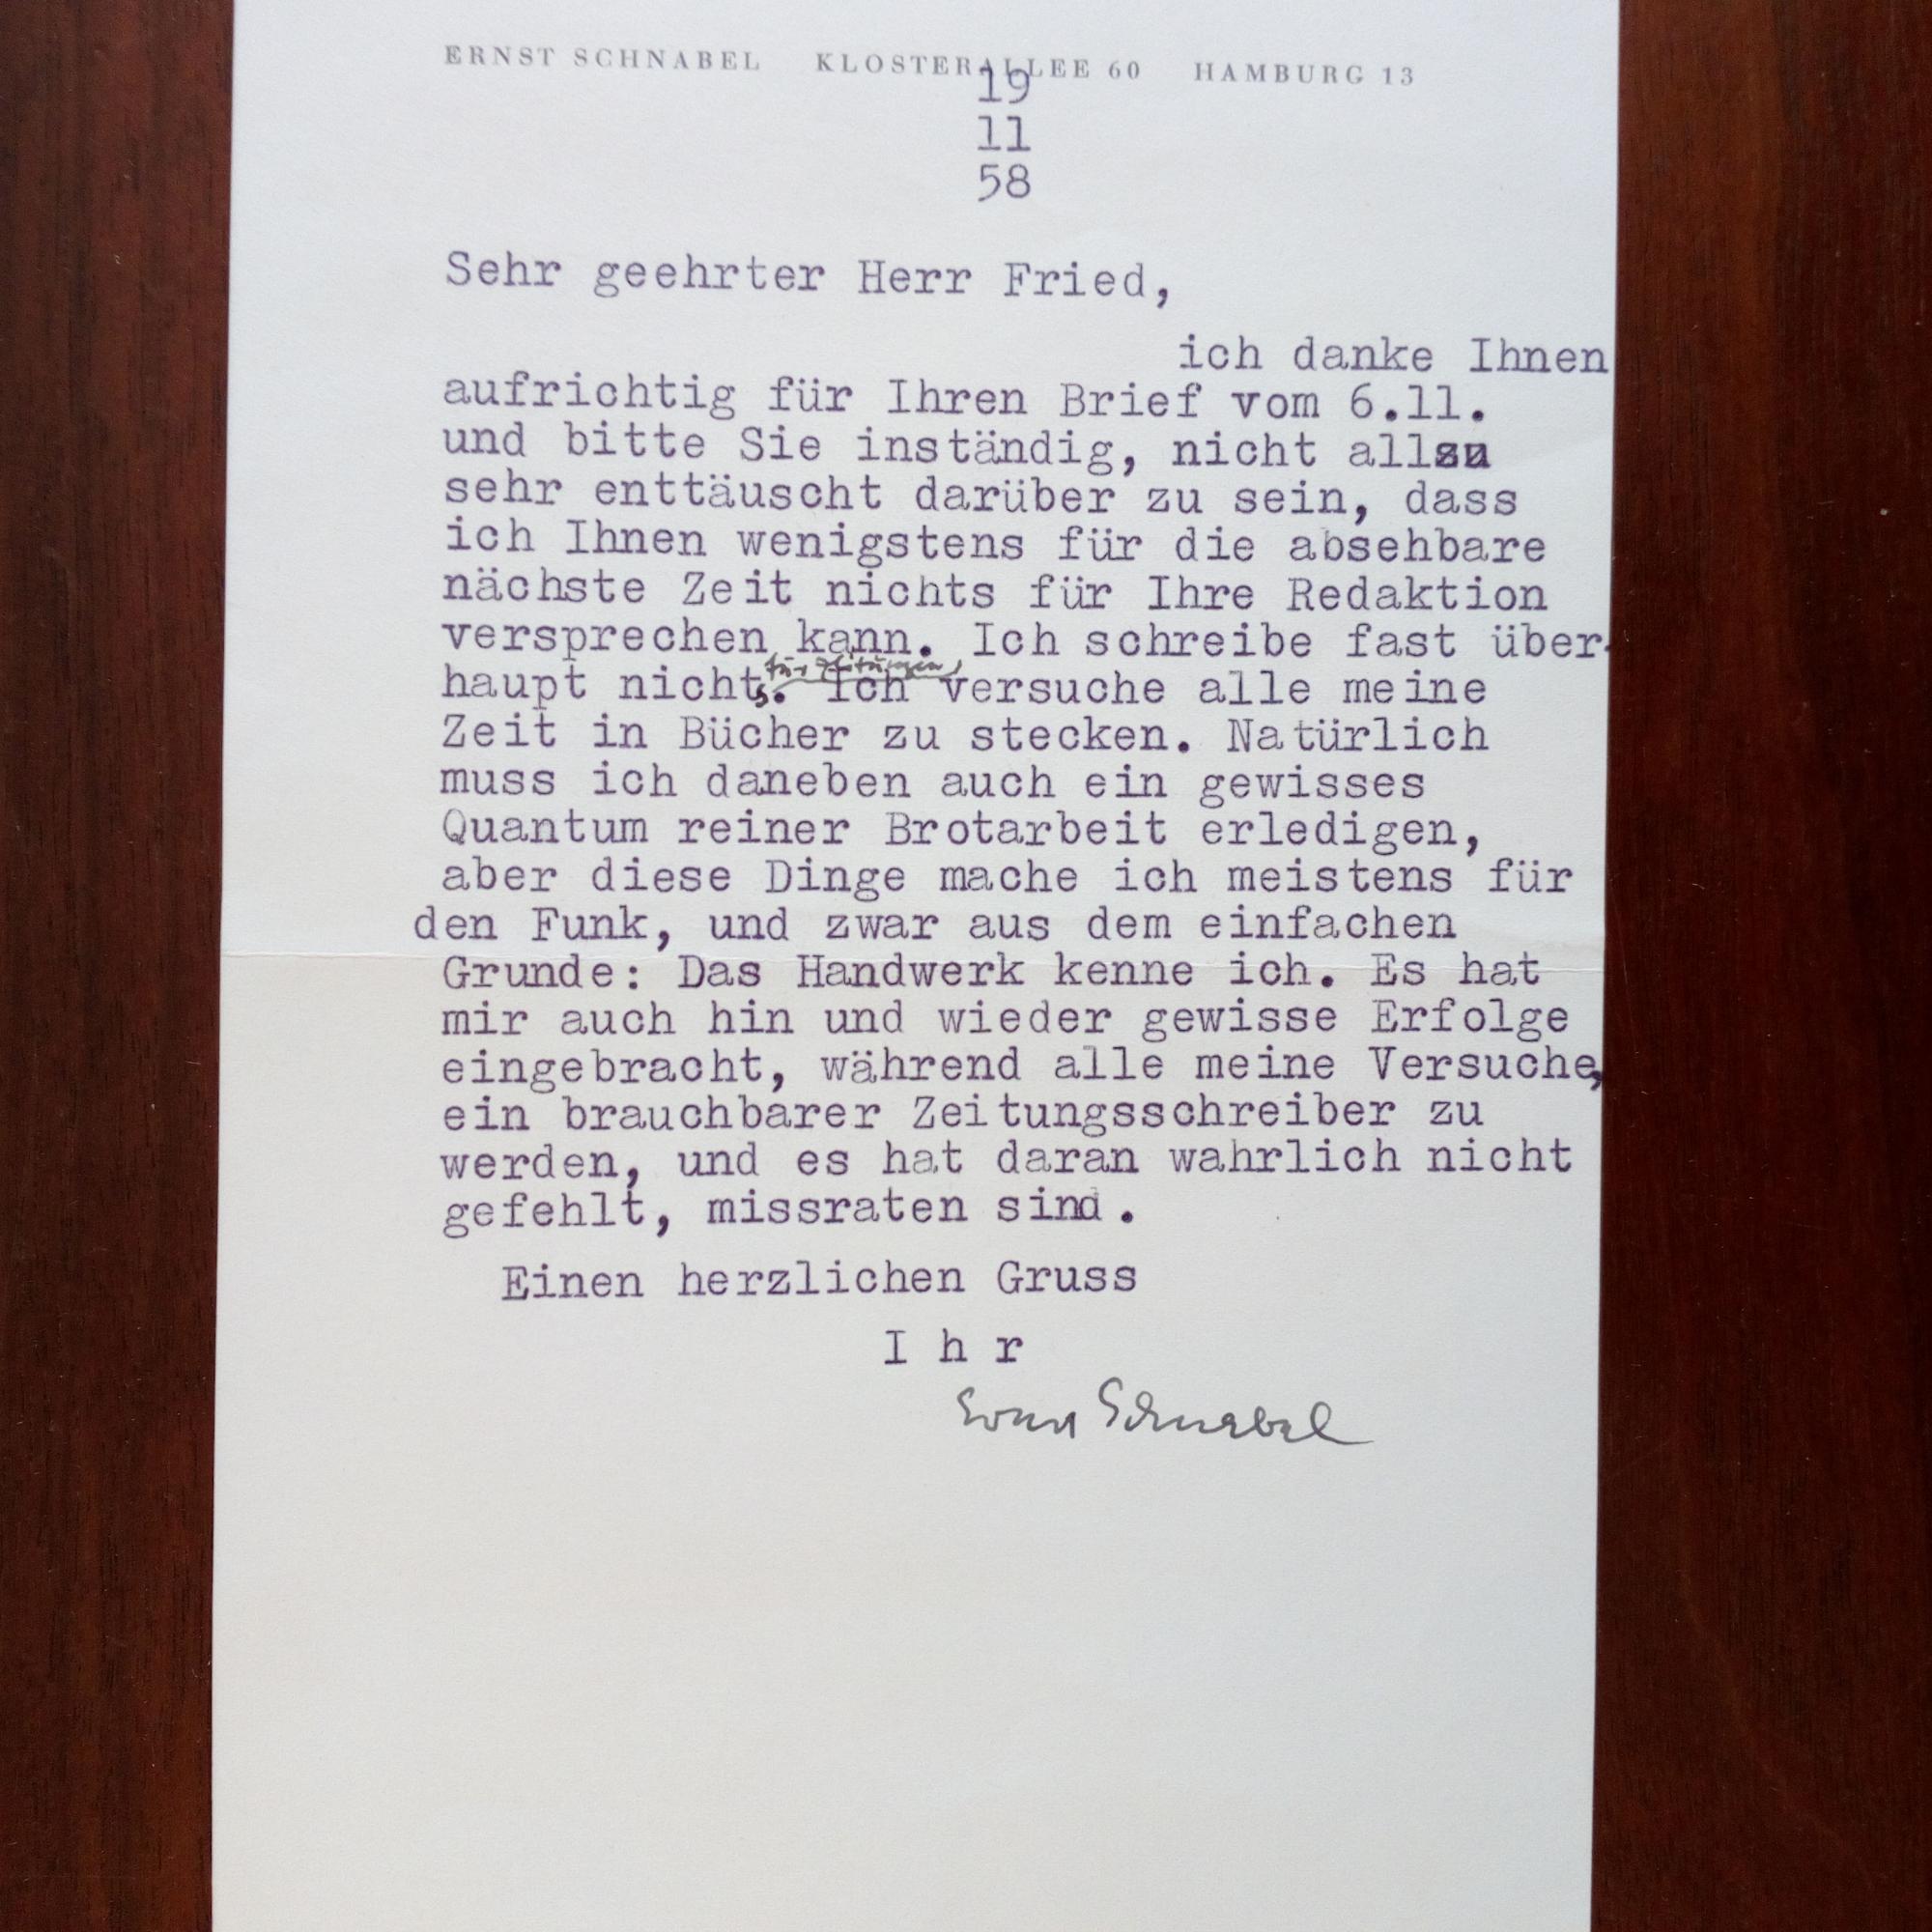 ERNST SCHNABEL KLOSTERALLEE 60 HAMBURG 13
19
11
58
Sehr geehrter Herr Fried,
ich danke Ihnen
aufrichtig für Ihren Brief vom 6.11.
und bitte Sie inständig, nicht allzu
sehr enttäuscht darüber zu sein, dass
ich Ihnen wenigstens für die absehbare
nächste Zeit nichts für Ihre Redaktion
versprechen kann. Ich schreibe fast über-
für Zeitungen,
haupt nichts. Ich versuche alle meine
Zeit in Bücher zu stecken. Natürlich
muss ich daneben auch ein gewisses
Quantum reiner Brotarbeit erledigen,
aber diese Dinge mache ich meistens für
den Funk, und zwar aus dem einfachen
Grunde: Das Handwerk kenne ich. Es hat
mir auch hin und wieder gewisse Erfolge
eingebracht, während alle meine Versuche,
ein brauchbarer Zeitungsschreiber zu
werden, und es hat daran wahrlich nicht
gefehlt, missraten sind.
Einen herzlichen Gruss
I h r
Ernst Schnabel